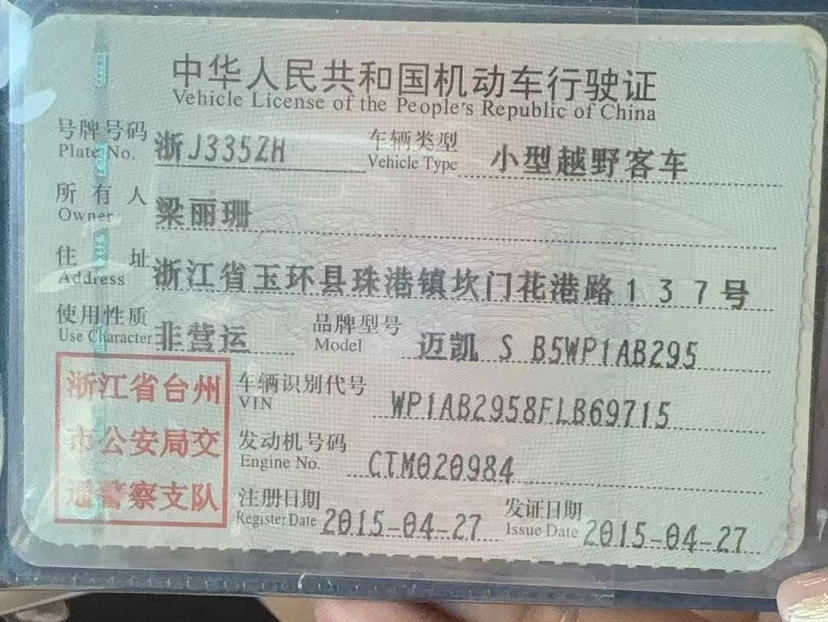 中华人民共和国机动车行驶证
Vehicle License of the People's Republic of China
号牌号码 浙J335ZH 车辆类型 小型越野客车
Plate No. Vehicle Type
所有人 梁丽珊
Owner
住址 浙江省玉环县珠港镇坎门花港路137号
Address
使用性质 非营运 品牌型号 迈凯 S B5WP1AB295
Use Character Model
浙江省台州
市公安局交
通警察支队
车辆识别代号 WP1AB2958FLB69715
VIN
发动机号码 CTM020984
Engine No.
注册日期 2015-04-27 发证日期 2015-04-27
Register Date Issue Date